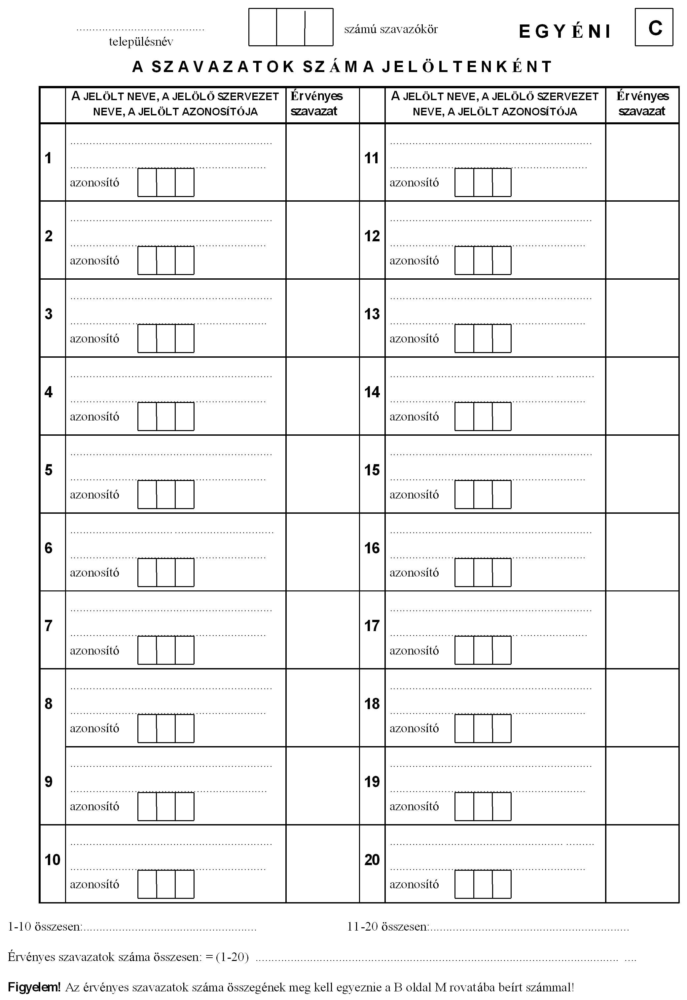 településnév
számú szavazókör
EGYÉNI
C
A SZAVAZATOK SZÁMA JELÖLTENKÉNT
A JELÖLT NEVE, A JELÖLŐ SZERVEZET
NEVE, A JELÖLT AZONOSÍTÓJA
Érvényes
szavazat
A JELÖLT NEVE, A JELÖLŐ SZERVEZET
NEVE, A JELÖLT AZONOSÍTÓJA
Érvényes
szavazat
1
azonosító
11
azonosító
2
azonosító
12
azonosító
3
azonosító
13
azonosító
4
azonosító
14
azonosító
5
azonosító
15
azonosító
6
azonosító
16
azonosító
7
azonosító
17
azonosító
8
azonosító
18
azonosító
9
azonosító
19
azonosító
10
azonosító
20
azonosító
1-10 összesen:
11-20 összesen:
Érvényes szavazatok száma összesen: = (1-20)
Figyelem! Az érvényes szavazatok száma összegének meg kell egyeznie a B oldal M rovatába beírt számmal!